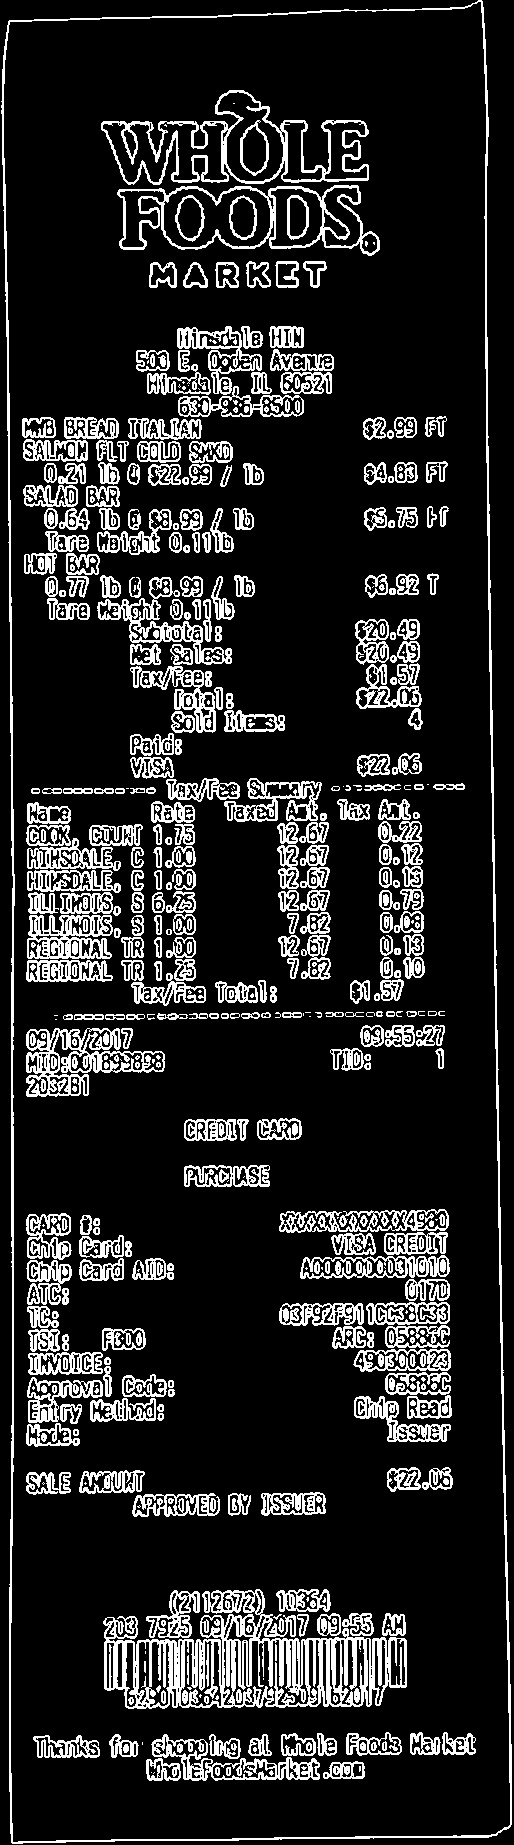 WHOLE
FOODS
MARKET
Hinsdale HIN
500 E. Ogden Avenue
Hinsdale, IL 60521
630-986-8500
MWB BREAD ITALIAN $2.99 FT
SALMON FLT COLD SMKD
0.21 lb @ $22.99 / lb $4.83 FT
SALAD BAR
0.64 lb @ $8.99 / lb $5.75 FT
Tare Weight 0.11lb
HOT BAR
0.77 lb @ $8.99 / lb $6.92 T
Tare Weight 0.11lb
Subtotal: $20.49
Net Sales: $20.49
Tax/Fee: $1.57
Total: $22.06
Sold Items: 4
Paid:
VISA $22.06
Tax/Fee Summary
Name Rate Taxed Amt. Tax Amt.
COOK, COUNT 1.75 12.67 0.22
HINSDALE, C 1.00 12.67 0.12
HINSDALE, C 1.00 12.67 0.13
ILLINOIS, S 6.25 12.67 0.79
ILLINOIS, S 1.00 7.82 0.08
REGIONAL TR 1.00 12.67 0.13
REGIONAL TR 1.25 7.82 0.10
Tax/Fee Total: $1.57
09/16/2017 09:55:27
MID:001899898 TID: 1
203281
CREDIT CARD
PURCHASE
CARD #: XXXXXXXXXXXX4980
Chip Card: VISA CREDIT
Chip Card AID: A0000000031010
ATC: 017D
TC:
TSI: F800 ARC:
INVOICE: 490300023
Approval Code:
Entry Method: Chip Read
Mode: Issuer
SALE AMOUNT $22.06
APPROVED BY ISSUER
(2112672) 10364
203 7925 09/16/2017 09:55 AM
629010364203792509162017
Thanks for shopping at Whole Foods Market
WholeFoodsMarket.com